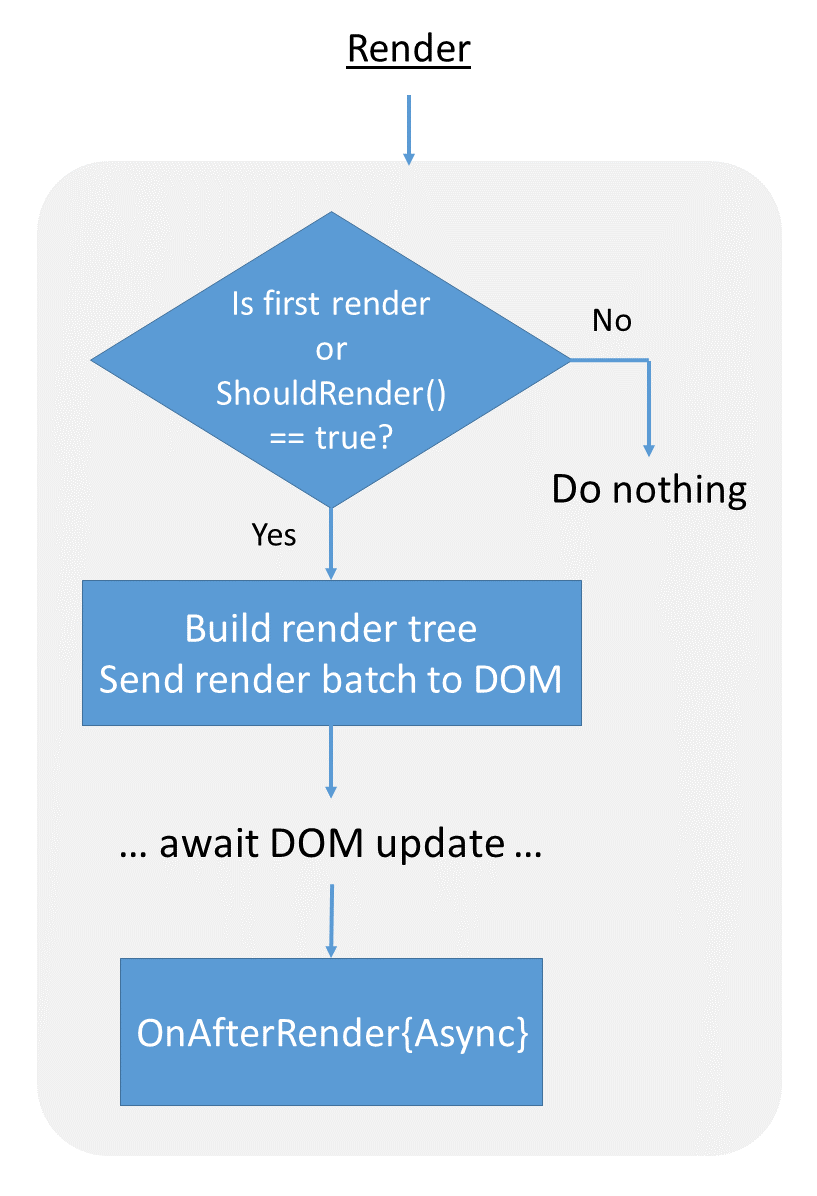 Render
Is first render
or
ShouldRender()
== true?
No
Do nothing
Yes
Build render tree
Send render batch to DOM
... await DOM update ...
OnAfterRender{Async}